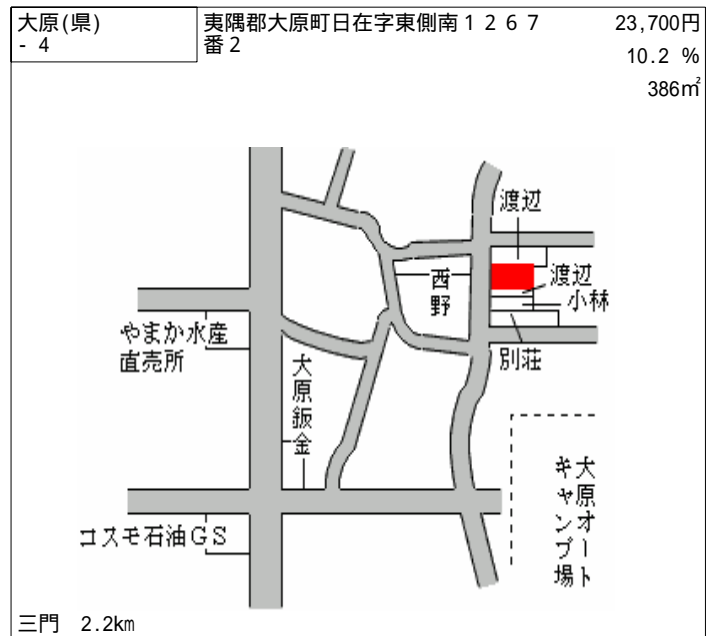 大原(県)
- 4
夷隅郡大原町日在字東側南１２６７
番２
23,700円
10.2 %
386㎡
渡辺
西野
渡辺
小林
やまか水産
直売所
別荘
大原鈑金
大原オート
キャンプ場
コスモ石油ＧＳ
三門 2.2km